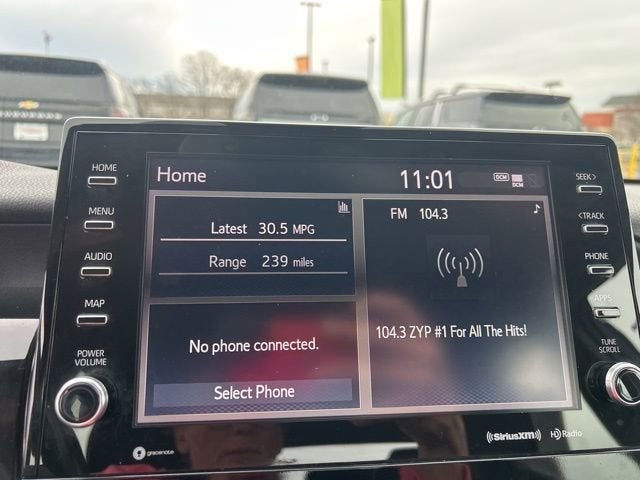 HOME
MENU
AUDIO
MAP
POWER
VOLUME
Home
11:01
DCM
DCM
Latest 30.5 MPG
Range 239 miles
No phone connected.
Select Phone
FM 104.3
104.3 ZYP #1 For All The Hits!
SEEK>
<TRACK
PHONE
APPS
TUNE
SCROLL
gracenote
((SiriusXM))
HD Radio